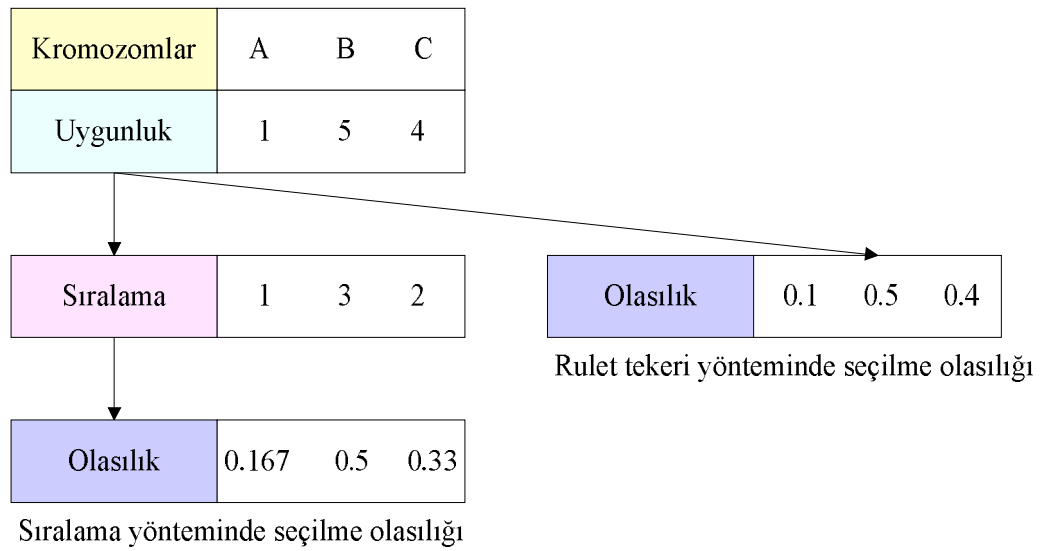 Kromozomlar A B C
Uygunluk 1 5 4
Sıralama 1 3 2
Olasılık 0.1 0.5 0.4
Rulet tekeri yönteminde seçilme olasılığı
Olasılık 0.167 0.5 0.33
Sıralama yönteminde seçilme olasılığı